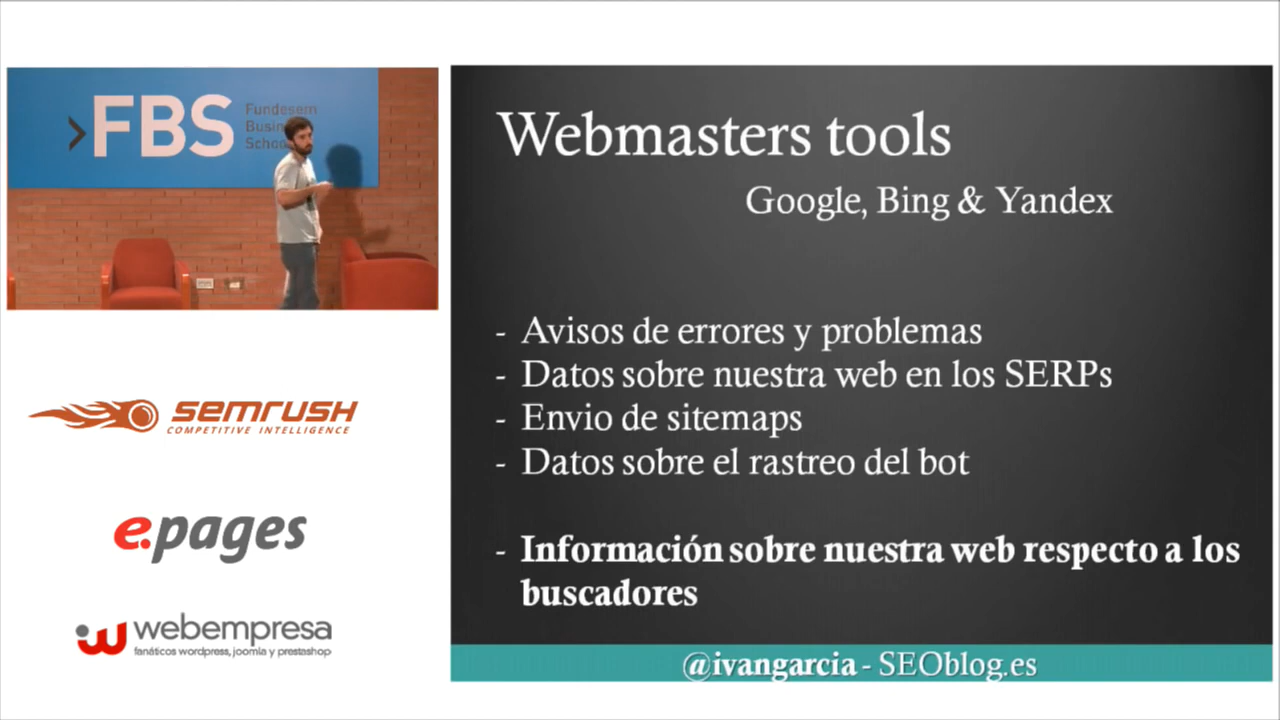 FBS
Fundesem
Business
School
SEMRUSH
COMPETITIVE INTELLIGENCE
e.pages
webempresa
fanáticos wordpress, joomla y prestashop
Webmasters tools
Google, Bing & Yandex
- Avisos de errores y problemas
- Datos sobre nuestra web en los SERPs
- Envio de sitemaps
- Datos sobre el rastreo del bot
- Información sobre nuestra web respecto a los
buscadores
@ivangarcia - SEOblog.es